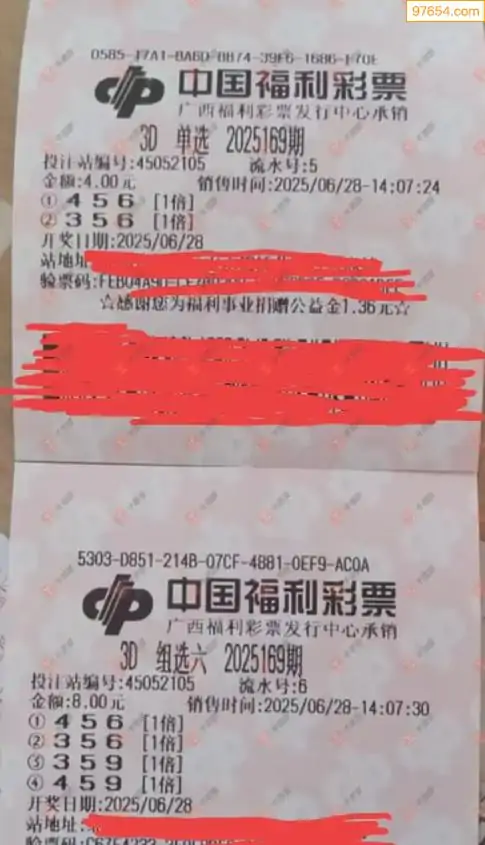 97654.com
中国福利彩票
广西福利彩票发行中心承销
3D 单选 2025169期
投注站编号:45052105 流水号:5
金额:4.00元 销售时间:2025/06/28-14:07:24
① 4 5 6 [1倍]
② 3 5 6 [1倍]
开奖日期:2025/06/28
站地址
验票码:
☆感谢您为福利事业捐赠公益金1.36元☆
5303-D851-214B-07CF-4881-0EF9-AC0A
中国福利彩票
广西福利彩票发行中心承销
3D 组选六 2025169期
投注站编号:45052105 流水号:6
金额:8.00元 销售时间:2025/06/28-14:07:30
① 4 5 6 [1倍]
② 3 5 6 [1倍]
③ 3 5 9 [1倍]
④ 4 5 9 [1倍]
开奖日期:2025/06/28
站地址:
验票码: